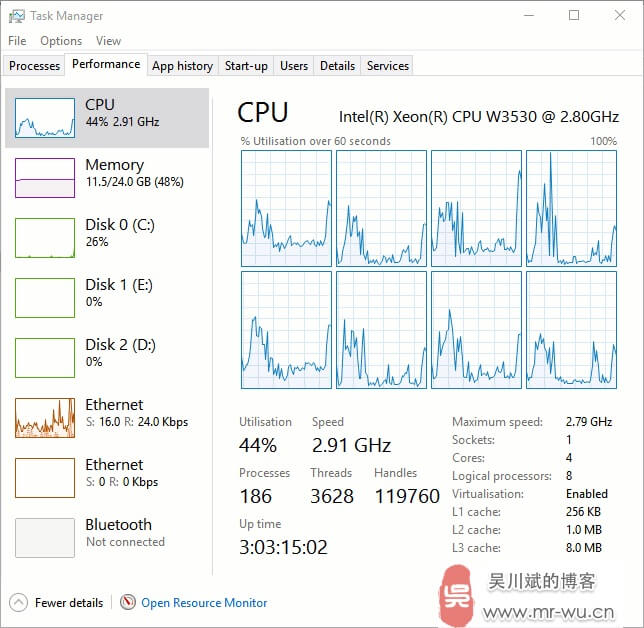 Task Manager
File Options View
Processes Performance App history Start-up Users Details Services
CPU
44% 2.91 GHz
Memory
11.5/24.0 GB (48%)
Disk 0 (C:)
26%
Disk 1 (E:)
0%
Disk 2 (D:)
0%
Ethernet
S: 16.0 R: 24.0 Kbps
Ethernet
S: 0 R: 0 Kbps
Bluetooth
Not connected
CPU Intel(R) Xeon(R) CPU W3530 @ 2.80GHz
% Utilisation over 60 seconds 100%
Utilisation Speed
44% 2.91 GHz
Processes Threads Handles
186 3628 119760
Up time
3:03:15:02
Maximum speed: 2.79 GHz
Sockets: 1
Cores: 4
Logical processors: 8
Virtualisation: Enabled
L1 cache: 256 KB
L2 cache: 1.0 MB
L3 cache: 8.0 MB
Fewer details Open Resource Monitor
吳
吴川斌的博客
www.mr-wu.cn